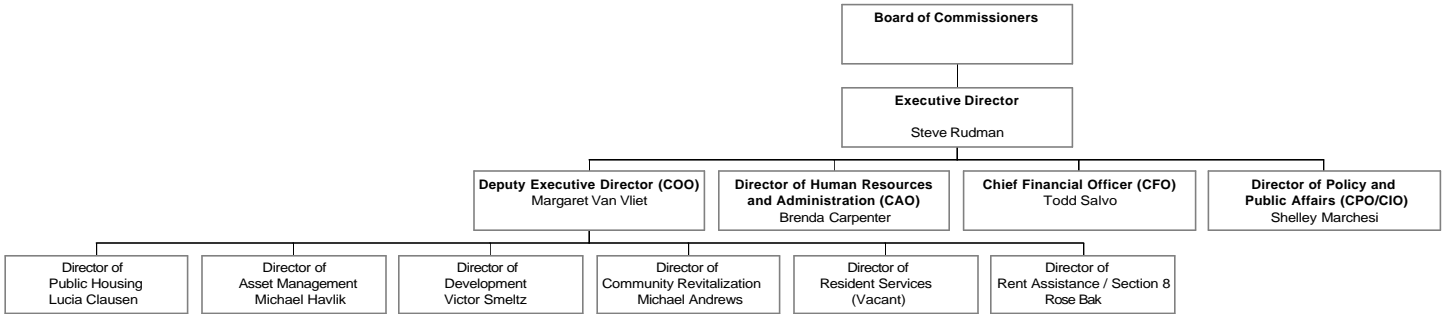 Board of Commissioners
Executive Director
Steve Rudman
Deputy Executive Director (COO)
Margaret Van Vliet
Director of Human Resources
and Administration (CAO)
Brenda Carpenter
Chief Financial Officer (CFO)
Todd Salvo
Director of Policy and
Public Affairs (CPO/CIO)
Shelley Marchesi
Director of
Public Housing
Lucia Clausen
Director of
Asset Management
Michael Havlik
Director of
Development
Victor Smeltz
Director of
Community Revitalization
Michael Andrews
Director of
Resident Services
(Vacant)
Director of
Rent Assistance / Section 8
Rose Bak